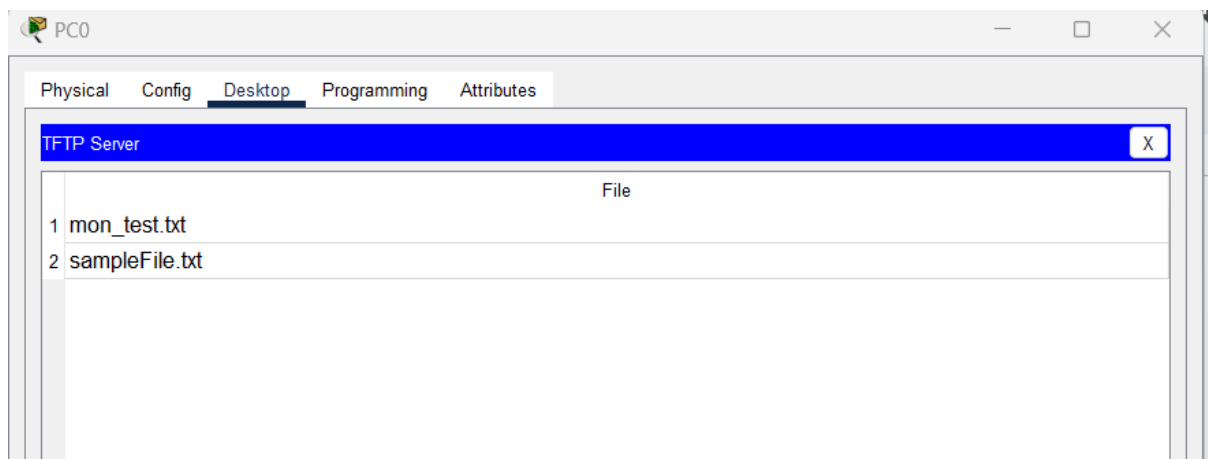 PC0
Physical Config Desktop Programming Attributes
TFTP Server X
File
1 mon_test.txt
2 sampleFile.txt